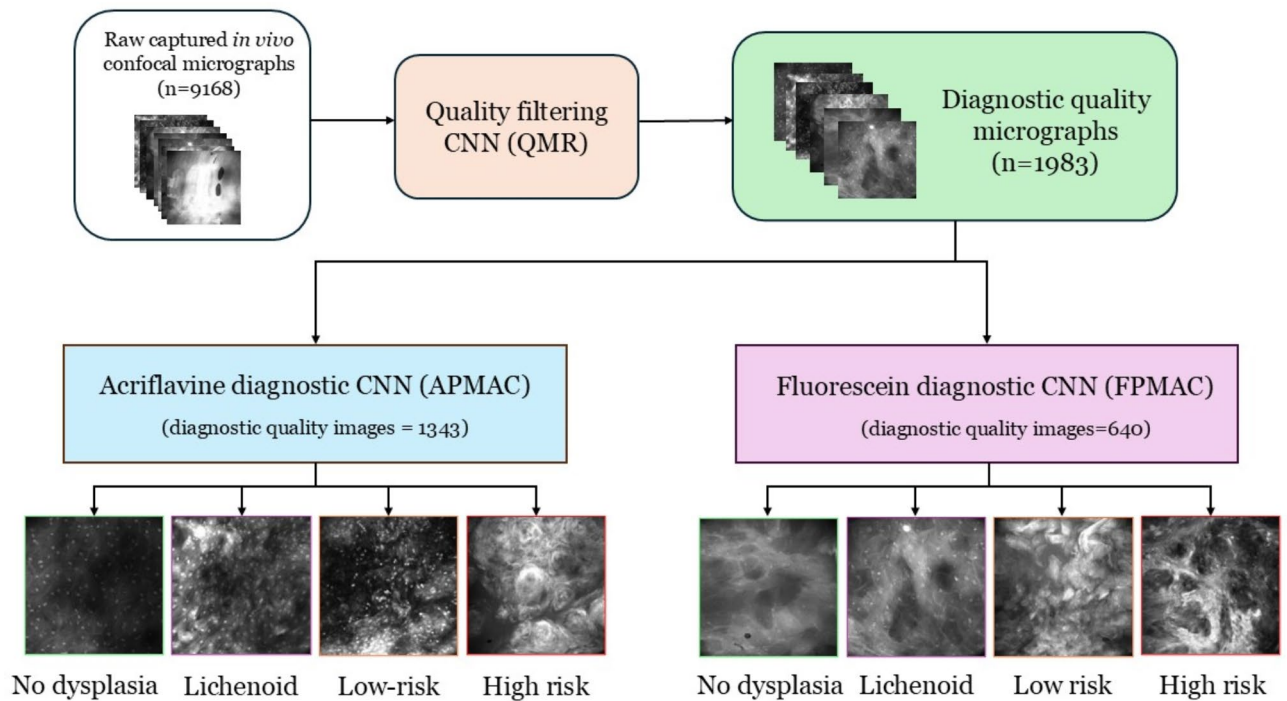 Raw captured in vivo
confocal micrographs
(n=9168)
Quality filtering
CNN (QMR)
Diagnostic quality
micrographs
(n=1983)
Acriflavine diagnostic CNN (APMAC)
(diagnostic quality images = 1343)
Fluorescein diagnostic CNN (FPMAC)
(diagnostic quality images=640)
No dysplasia
Lichenoid
Low-risk
High risk
No dysplasia
Lichenoid
Low risk
High risk